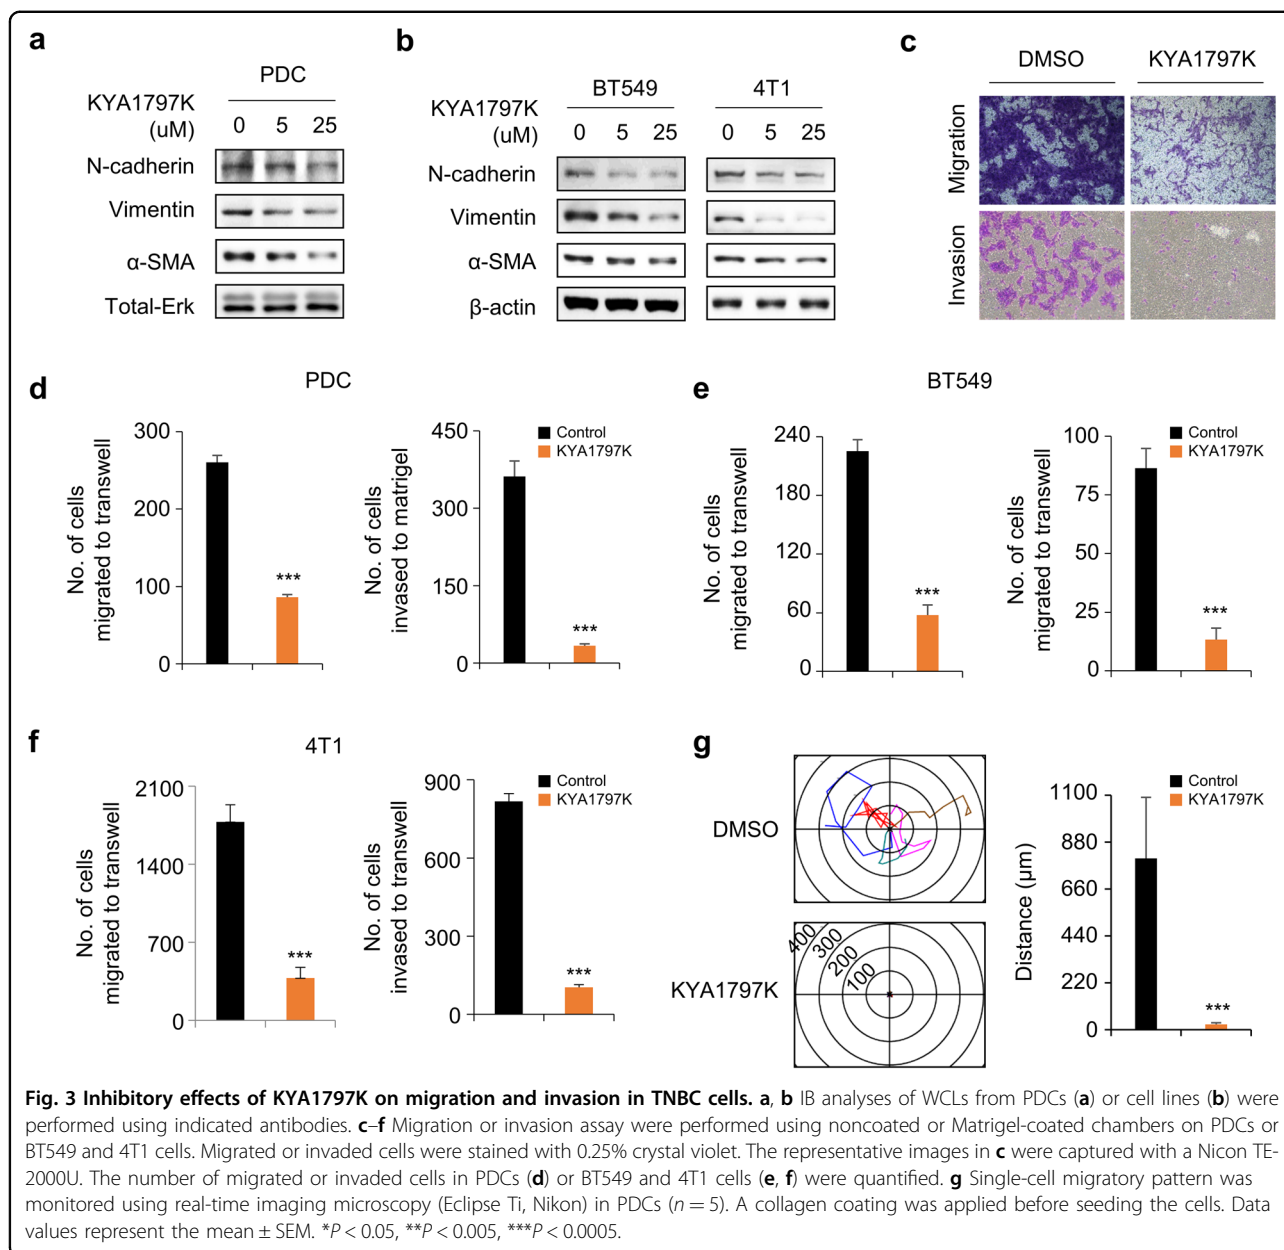 a
PDC
KYA1797K
(uM)
0 5 25
N-cadherin
Vimentin
α-SMA
Total-Erk
b
BT549 4T1
KYA1797K
(uM)
0 5 25 0 5 25
N-cadherin
Vimentin
α-SMA
β-actin
c
DMSO KYA1797K
Migration
Invasion
d
PDC
No. of cells
migrated to transwell
300
200
100
0
***
No. of cells
invased to matrigel
450
300
150
0
***
Control
KYA1797K
e
BT549
No. of cells
migrated to transwell
240
180
120
60
0
***
No. of cells
migrated to transwell
100
75
50
25
0
***
Control
KYA1797K
f
4T1
No. of cells
migrated to transwell
2100
1400
700
0
***
No. of cells
invased to transwell
900
600
300
0
***
Control
KYA1797K
g
DMSO
KYA1797K
400
300
200
100
Distance (μm)
1100
880
660
440
220
0
***
Control
KYA1797K
Fig. 3 Inhibitory effects of KYA1797K on migration and invasion in TNBC cells. a, b IB analyses of WCLs from PDCs (a) or cell lines (b) were
performed using indicated antibodies. c–f Migration or invasion assay were performed using noncoated or Matrigel-coated chambers on PDCs or
BT549 and 4T1 cells. Migrated or invaded cells were stained with 0.25% crystal violet. The representative images in c were captured with a Nicon TE-
2000U. The number of migrated or invaded cells in PDCs (d) or BT549 and 4T1 cells (e, f) were quantified. g Single-cell migratory pattern was
monitored using real-time imaging microscopy (Eclipse Ti, Nikon) in PDCs (n = 5). A collagen coating was applied before seeding the cells. Data
values represent the mean ± SEM. *P < 0.05, **P < 0.005, ***P < 0.0005.